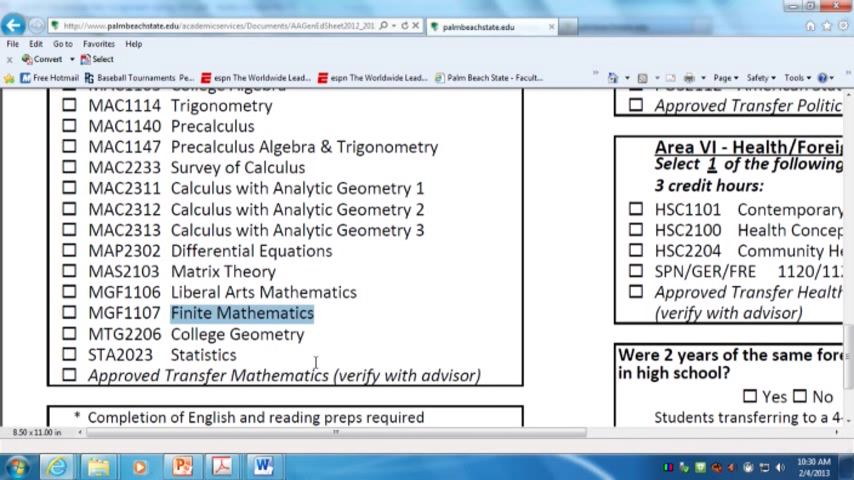 http://www.palmbeachstate.edu/academicservices/Documents/AAGenEdSheet2012_201
palmbeachstate.edu
File Edit Go to Favorites Help
x Convert Select
Free Hotmail Baseball Tournaments Pe... espn The Worldwide Lead... espn The Worldwide Lead... Palm Beach State - Facult...
Page Safety Tools
MAC1114 Trigonometry
MAC1140 Precalculus
MAC1147 Precalculus Algebra & Trigonometry
MAC2233 Survey of Calculus
MAC2311 Calculus with Analytic Geometry 1
MAC2312 Calculus with Analytic Geometry 2
MAC2313 Calculus with Analytic Geometry 3
MAP2302 Differential Equations
MAS2103 Matrix Theory
MGF1106 Liberal Arts Mathematics
MGF1107 Finite Mathematics
MTG2206 College Geometry
STA2023 Statistics
Approved Transfer Mathematics (verify with advisor)
* Completion of English and reading preps required
Approved Transfer Politic
Area VI - Health/Forei
Select 1 of the following
3 credit hours:
HSC1101 Contemporary
HSC2100 Health Concep
HSC2204 Community H
SPN/GER/FRE 1120/11
Approved Transfer Health
(verify with advisor)
Were 2 years of the same fore
in high school?
Yes No
Students transferring to a 4-
8.50 x 11.00 in
10:30 AM
2/4/2013